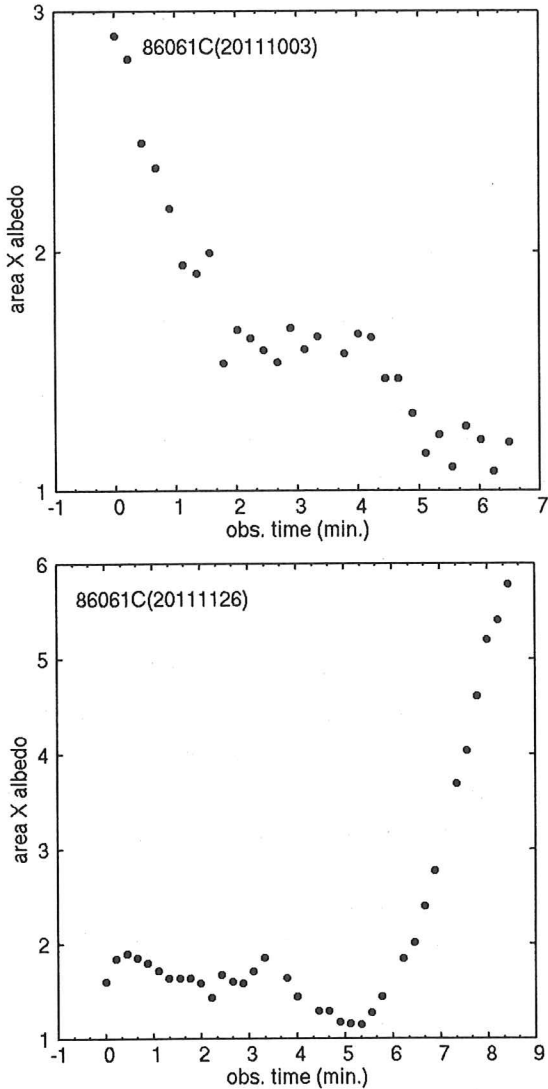 3
86061C(20111003)
area X albedo
2
1
-1 0 1 2 3 4 5 6 7
obs. time (min.)
6
86061C(20111126)
5
4
area X albedo
3
2
1
-1 0 1 2 3 4 5 6 7 8 9
obs. time (min.)